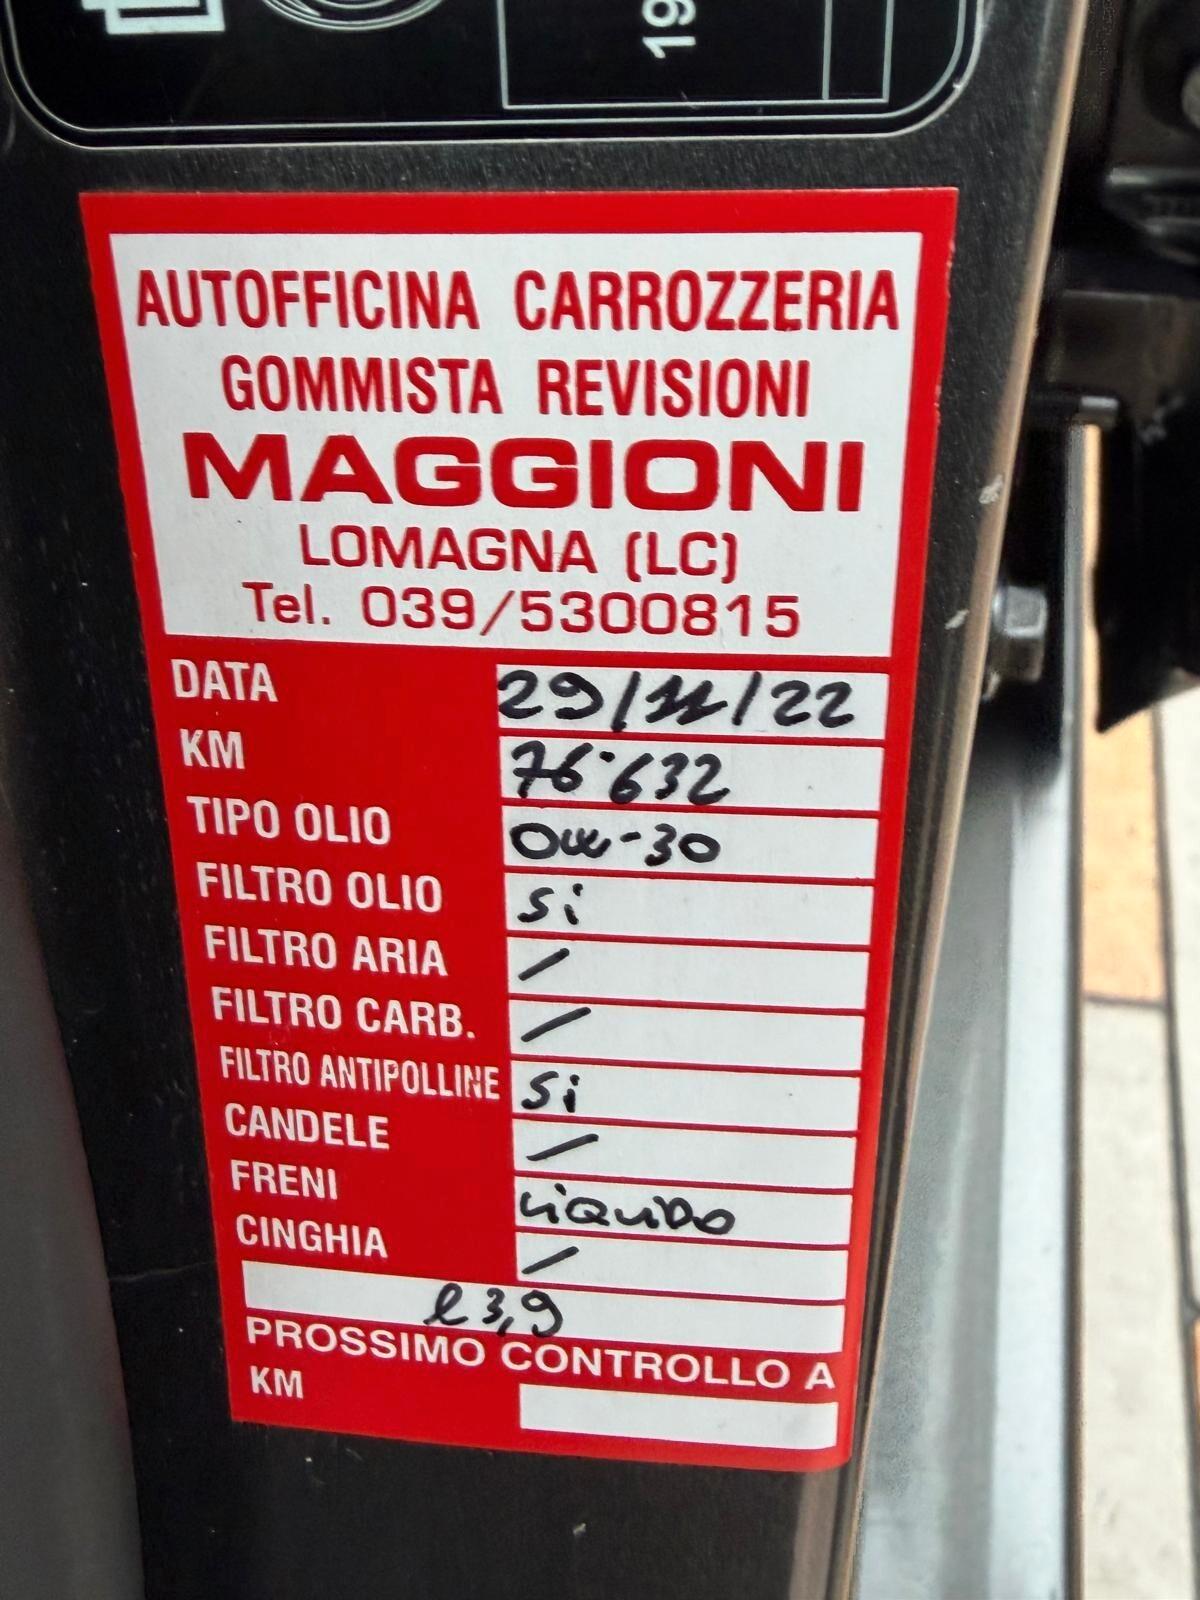 19
AUTOFFICINA CARROZZERIA
GOMMISTA REVISIONI
MAGGIONI
LOMAGNA (LC)
Tel. 039/5300815
DATA 29/11/22
KM 76·632
TIPO OLIO 0W-30
FILTRO OLIO Si
FILTRO ARIA /
FILTRO CARB. /
FILTRO ANTIPOLLINE Si
CANDELE /
FRENI LiQuiDo
CINGHIA /
l 3,9
PROSSIMO CONTROLLO A
KM